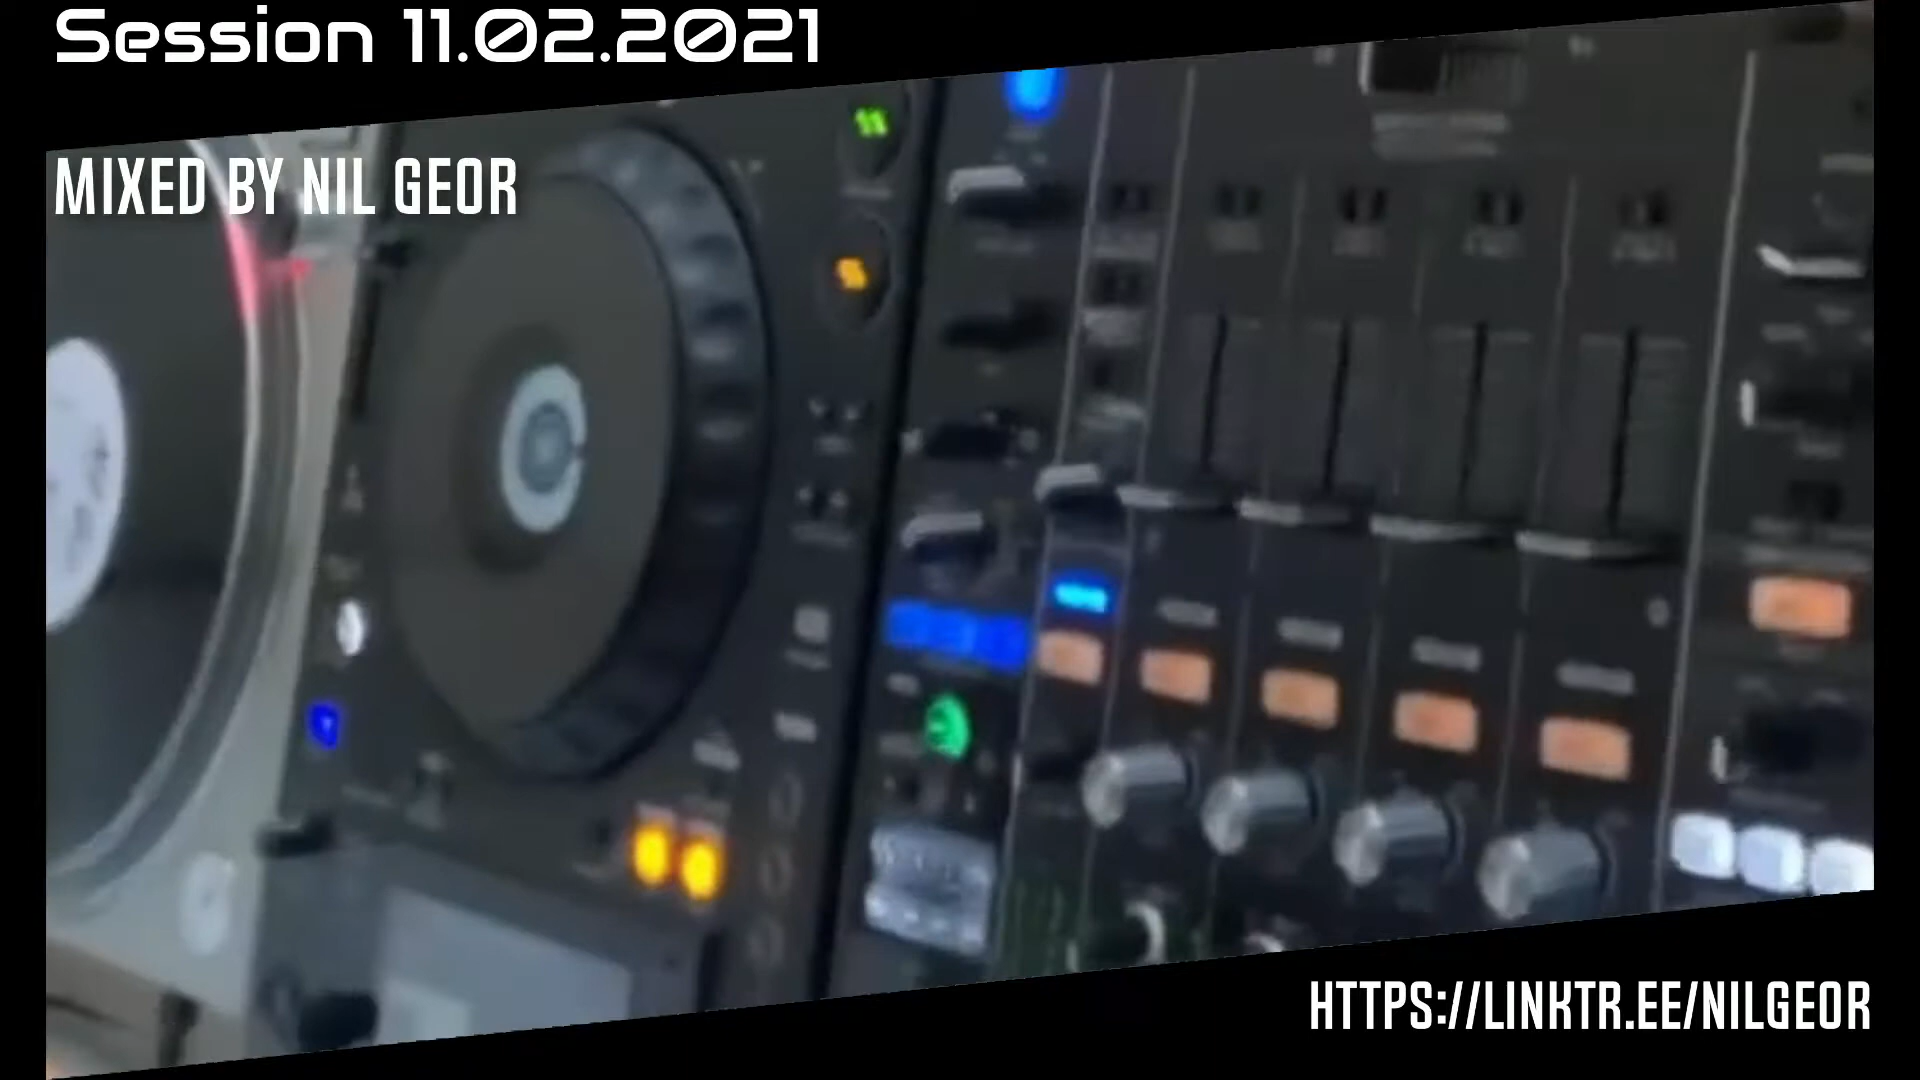 Session 11.02.2021
MIXED BY NIL GEOR
HTTPS://LINKTR.EE/NILGEOR